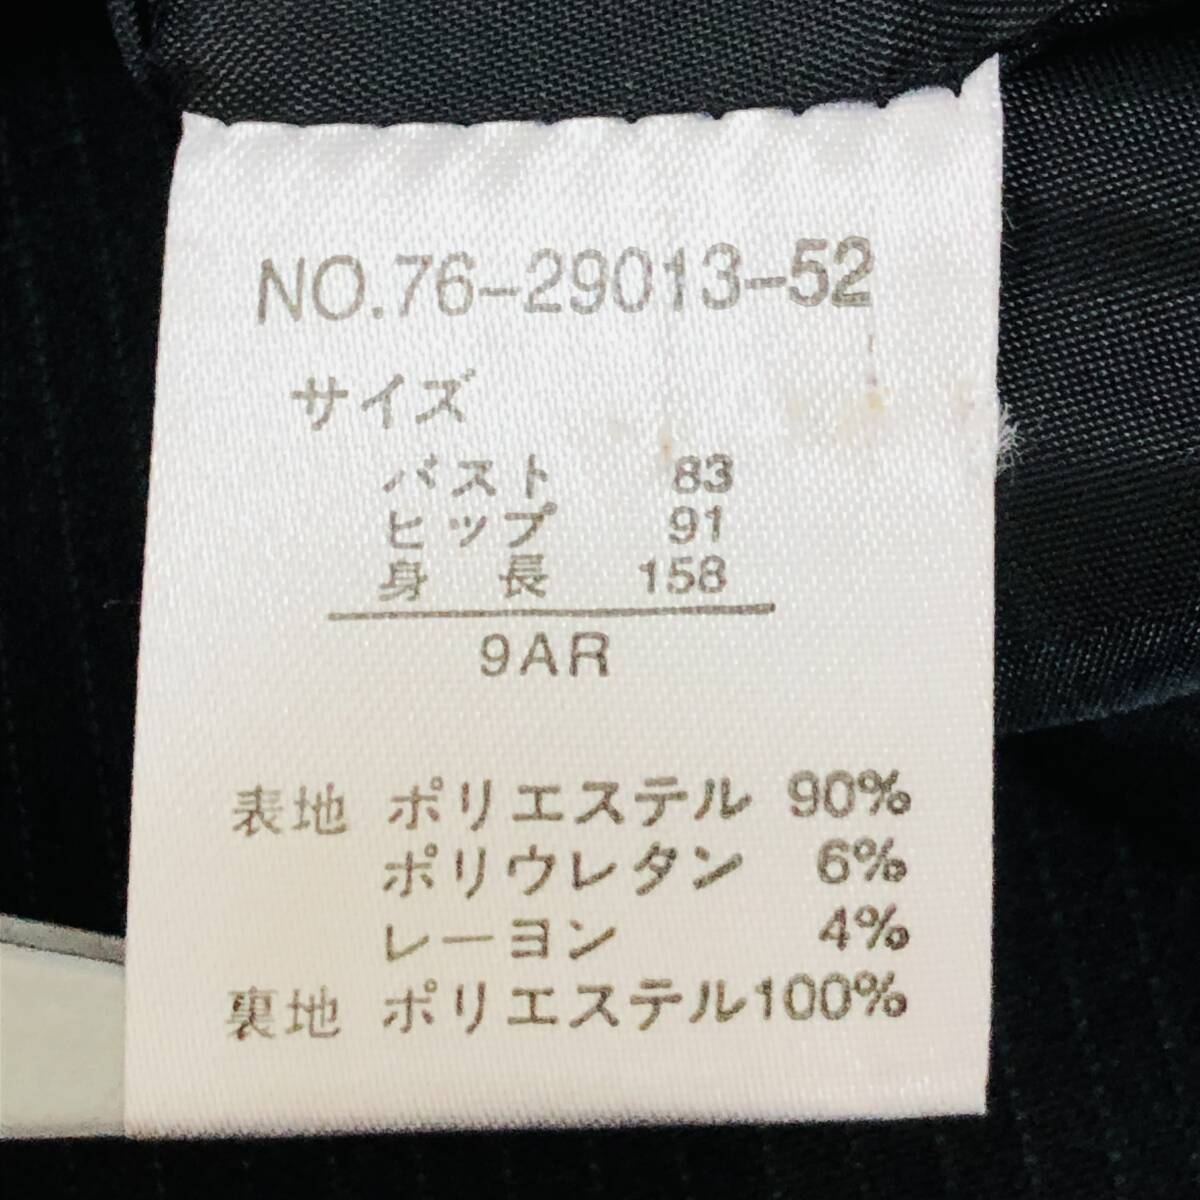 NO.76-29013-52
サイズ
バスト 83
ヒップ 91
身 長 158
9AR
表地 ポリエステル 90%
ポリウレタン 6%
レーヨン 4%
裏地 ポリエステル100%